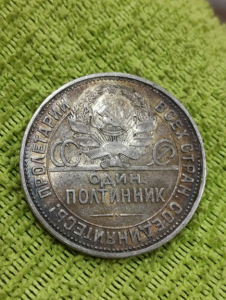 ПРОЛЕТАРИИ ВСЕХ СТРАН, СОЕДИНЯЙТЕСЬ!
ОДИН
ПОЛТИННИК